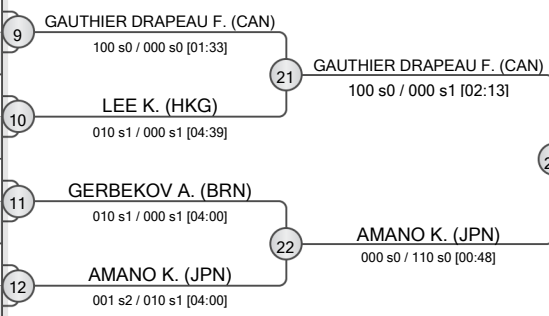 9
GAUTHIER DRAPEAU F. (CAN)
100 s0 / 000 s0 [01:33]
21
GAUTHIER DRAPEAU F. (CAN)
100 s0 / 000 s1 [02:13]
10
LEE K. (HKG)
010 s1 / 000 s1 [04:39]
11
GERBEKOV A. (BRN)
010 s1 / 000 s1 [04:00]
22
AMANO K. (JPN)
000 s0 / 110 s0 [00:48]
12
AMANO K. (JPN)
001 s2 / 010 s1 [04:00]